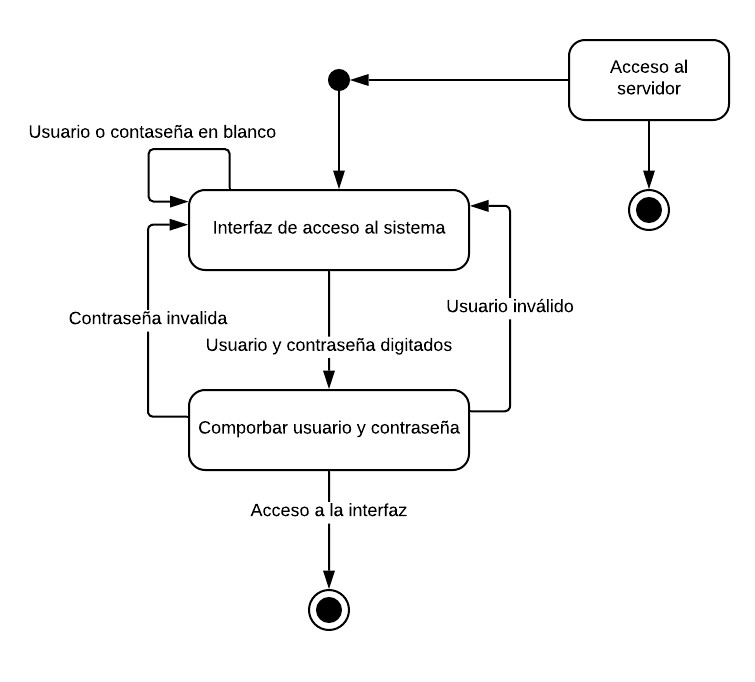 Acceso al
servidor
Usuario o contaseña en blanco
Interfaz de acceso al sistema
Usuario inválido
Contraseña invalida
Usuario y contraseña digitados
Comporbar usuario y contraseña
Acceso a la interfaz